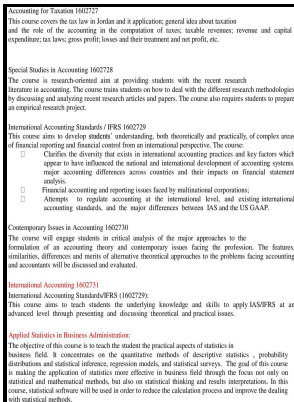 Accounting for Taxation 1602727
This course covers the tax law in Jordan and it application; general idea about taxation
and the role of the accounting in the computation of taxes; taxable revenues; revenue and capital
expenditure; tax laws; gross profit; losses and their treatment and net profit, etc.
Special Studies in Accounting 1602728
The course is research-oriented aim at providing students with the recent research
literature in accounting. The course trains students on how to deal with the different research methodologies
by discussing and analyzing recent research articles and papers. The course also requires students to prepare
an empirical research project.
International Accounting Standards / IFRS 1602729
This course aims to develop students' understanding, both theoretically and practically, of complex areas
of financial reporting and financial control from an international perspective. The course:
Clarifies the diversity that exists in international accounting practices and key factors which
appear to have influenced the national and international development of accounting systems,
major accounting differences across countries and their impacts on financial statement
analysis.
Financial accounting and reporting issues faced by multinational corporations;
Attempts to regulate accounting at the international level, and existing international
accounting standards, and the major differences between IAS and the US GAAP.
Contemporary Issues in Accounting 1602730
The course will engage students in critical analysis of the major approaches to the
formulation of an accounting theory and contemporary issues facing the profession. The features,
similarities, differences and merits of alternative theoretical approaches to the problems facing accounting
and accountants will be discussed and evaluated.
International Accounting 1602731
International Accounting Standards/IFRS (1602729):
This course aims to teach students the underlying knowledge and skills to apply IAS/IFRS at an
advanced level through presenting and discussing theoretical and practical issues.
Applied Statistics in Business Administration:
The objective of this course is to teach the student the practical aspects of statistics in
business field. It concentrates on the quantitative methods of descriptive statistics , probability
distributions and statistical inference, regression models, and statistical surveys. The goal of this course
is making the application of statistics more effective in business field through the focus not only on
statistical and mathematical methods, but also on statistical thinking and results interpretations. In this
course, statistical software will be used in order to reduce the calculation process and improve the dealing
with statistical methods.